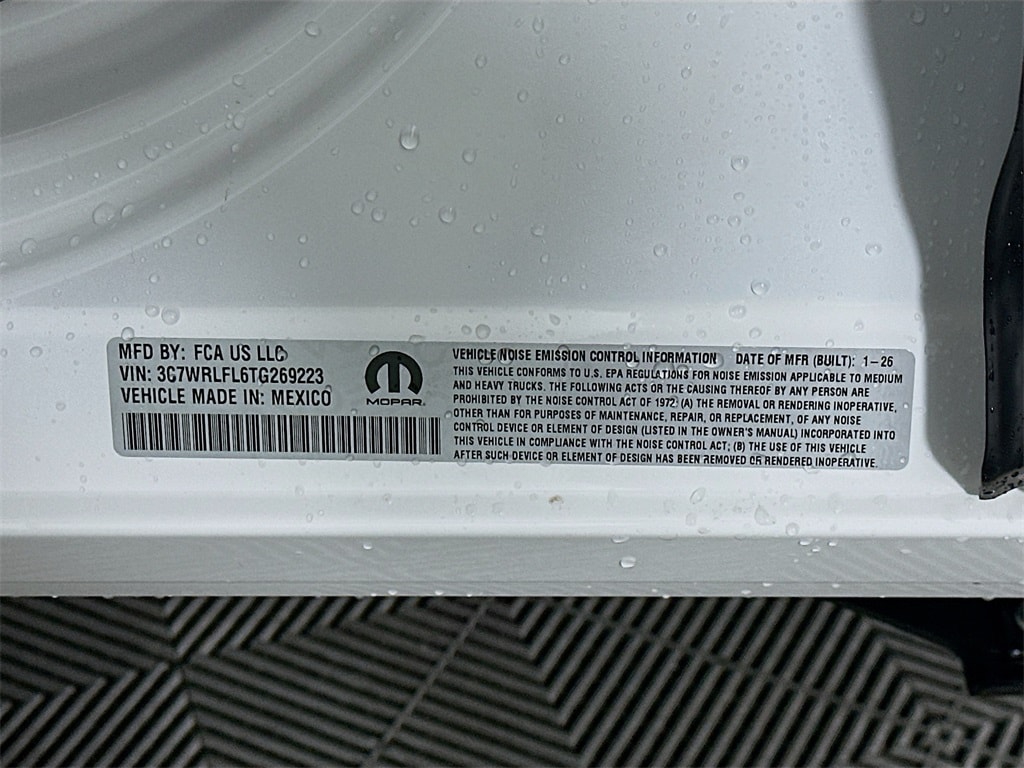 MFD BY: FCA US LLC
VIN: 3C7WRLFL6TG269223
VEHICLE MADE IN: MEXICO
MOPAR®
VEHICLE NOISE EMISSION CONTROL INFORMATION DATE OF MFR (BUILT): 1-26
THIS VEHICLE CONFORMS TO U.S. EPA REGULATIONS FOR NOISE EMISSION APPLICABLE TO MEDIUM
AND HEAVY TRUCKS. THE FOLLOWING ACTS OR THE CAUSING THEREOF BY ANY PERSON ARE
PROHIBITED BY THE NOISE CONTROL ACT OF 1972: (A) THE REMOVAL OR RENDERING INOPERATIVE,
OTHER THAN FOR PURPOSES OF MAINTENANCE, REPAIR, OR REPLACEMENT, OF ANY NOISE
CONTROL DEVICE OR ELEMENT OF DESIGN (LISTED IN THE OWNER'S MANUAL) INCORPORATED INTO
THIS VEHICLE IN COMPLIANCE WITH THE NOISE CONTROL ACT; (B) THE USE OF THIS VEHICLE
AFTER SUCH DEVICE OR ELEMENT OF DESIGN HAS BEEN REMOVED OR RENDERED INOPERATIVE.